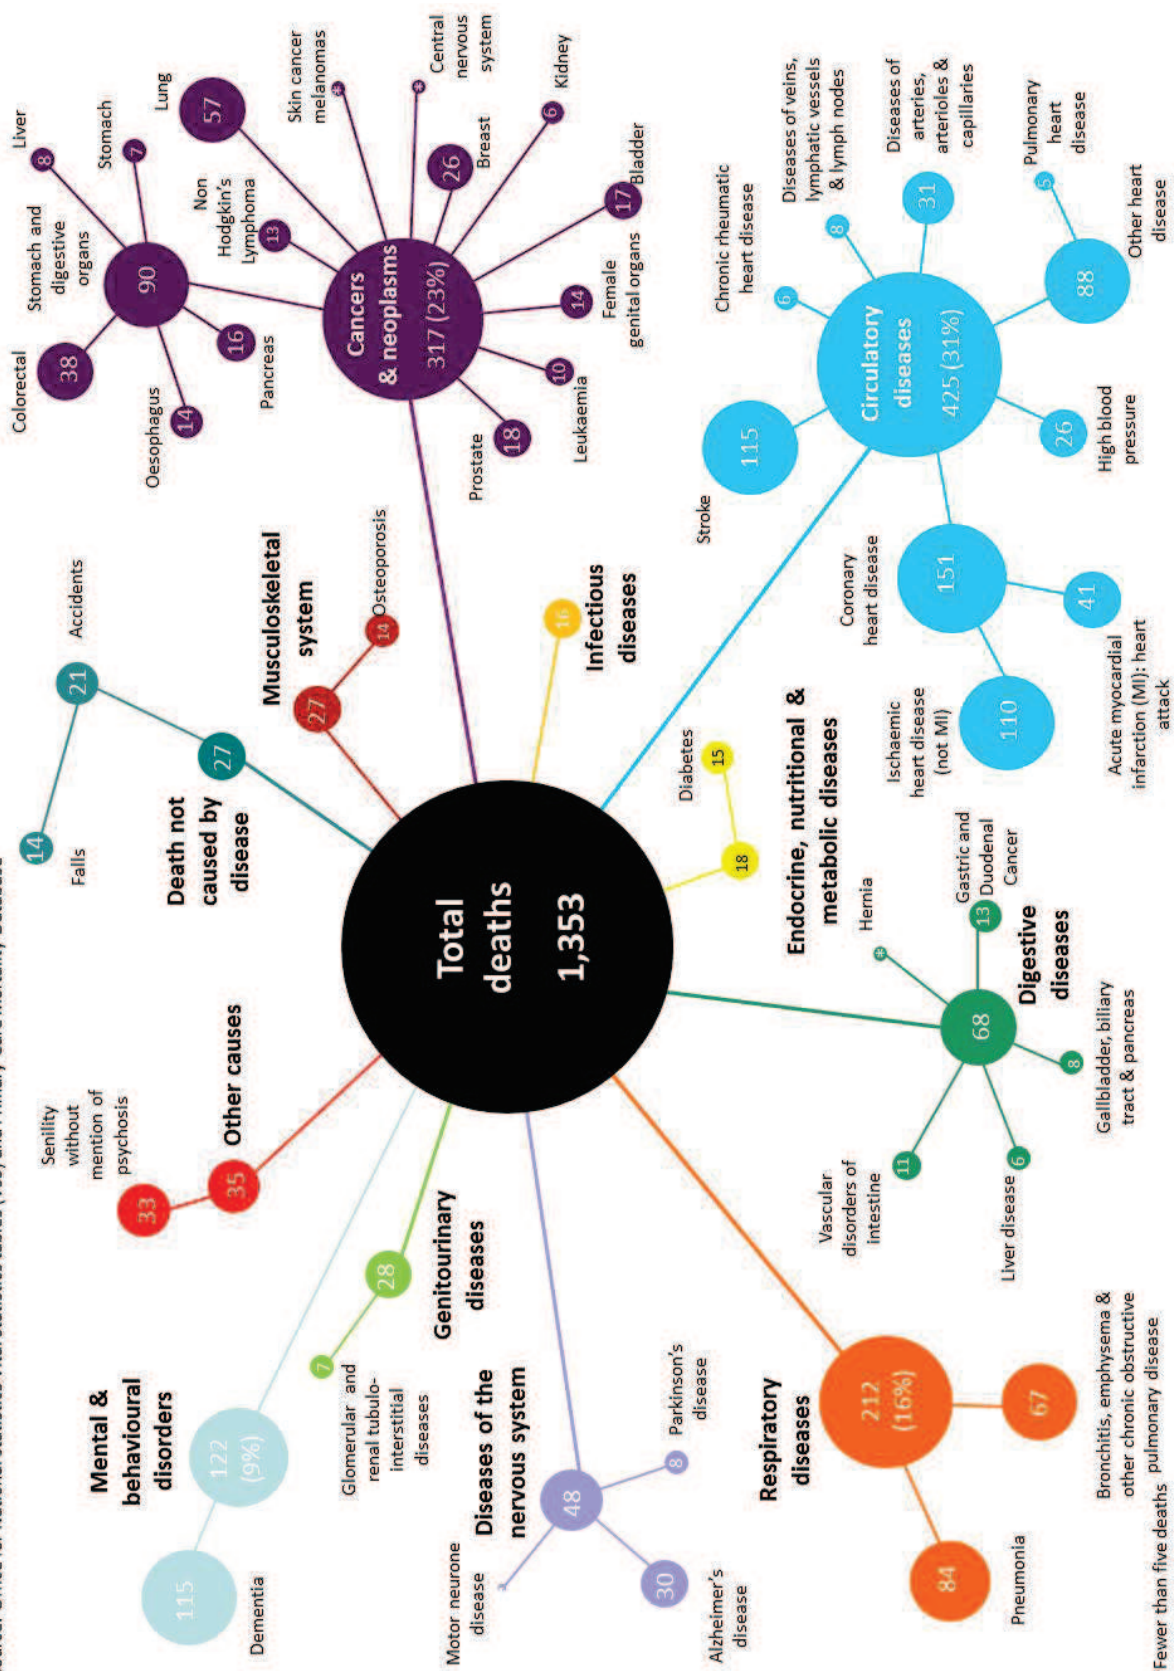 115
Dementia
Mental &
behavioural
disorders
122
(9%)
Senility
without
mention of
psychosis
33
35
Other causes
14
Falls
21
Accidents
27
Death not
caused by
disease
Musculoskeletal
system
27
14
Osteoporosis
Colorectal
38
Stomach and
digestive
organs
Liver
8
Stomach
7
90
Oesophagus
14
16
Pancreas
Non
Hodgkin's
Lymphoma
13
Lung
57
Skin cancer
melanomas
*
Central
nervous
system
*
26
Breast
6
Kidney
17
Bladder
14
Female
genital organs
10
Leukaemia
Prostate
18
Cancers
& neoplasms
317 (23%)
Glomerular and
renal tubulo-
interstitial
diseases
7
28
Genitourinary
diseases
Total
deaths
1,353
16
Infectious
diseases
Motor neurone
disease
Diseases of the
nervous system
48
30
Alzheimer's
disease
8
Parkinson's
disease
Diabetes
15
18
Endocrine, nutritional &
metabolic diseases
Stroke
115
Chronic rheumatic
heart disease
6
Diseases of veins,
lymphatic vessels
& lymph nodes
8
Diseases of
arteries,
arterioles &
capillaries
31
Circulatory
diseases
425 (31%)
Coronary
heart disease
151
Ischaemic
heart disease
(not MI)
110
41
Acute myocardial
infarction (MI): heart
attack
26
High blood
pressure
88
Other heart
disease
5
Pulmonary
heart
disease
Respiratory
diseases
212
(16%)
84
Pneumonia
67
Bronchitis, emphysema &
other chronic obstructive
pulmonary disease
Vascular
disorders of
intestine
11
Hernia
*
Gastric and
Duodenal
Cancer
13
68
Digestive
diseases
6
Liver disease
8
Gallbladder, biliary
tract & pancreas
Fewer than five deaths